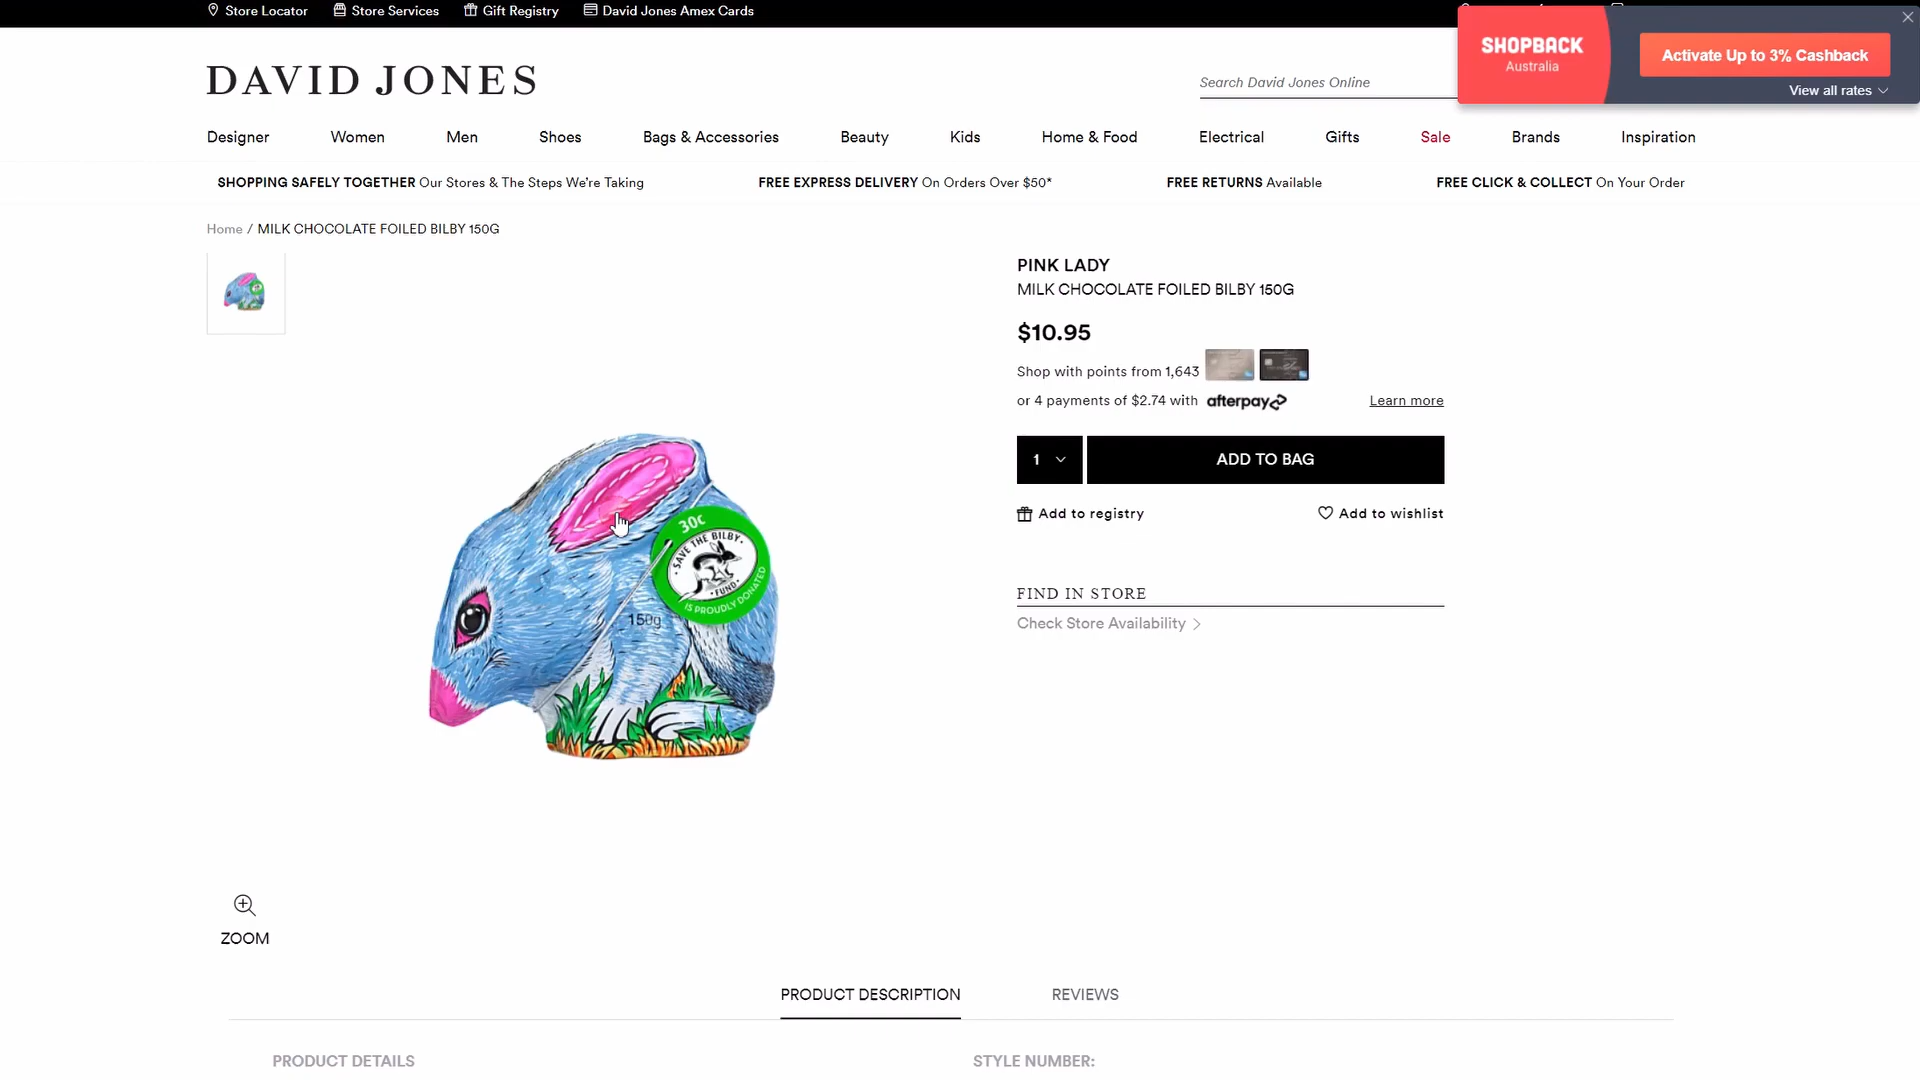 Store Locator
Store Services
Gift Registry
David Jones Amex Cards
SHOPBACK
Australia
Activate Up to 3% Cashback
View all rates
DAVID JONES
Search David Jones Online
Designer
Women
Men
Shoes
Bags & Accessories
Beauty
Kids
Home & Food
Electrical
Gifts
Sale
Brands
Inspiration
SHOPPING SAFELY TOGETHER Our Stores & The Steps We're Taking
FREE EXPRESS DELIVERY On Orders Over $50*
FREE RETURNS Available
FREE CLICK & COLLECT On Your Order
Home / MILK CHOCOLATE FOILED BILBY 150G
PINK LADY
MILK CHOCOLATE FOILED BILBY 150G
$10.95
Shop with points from 1,643
or 4 payments of $2.74 with afterpay
Learn more
1
ADD TO BAG
Add to registry
Add to wishlist
FIND IN STORE
Check Store Availability
30c
SAVE THE BILBY
FUND
IS PROUDLY DONATED
150g
ZOOM
PRODUCT DESCRIPTION
REVIEWS
PRODUCT DETAILS
STYLE NUMBER: